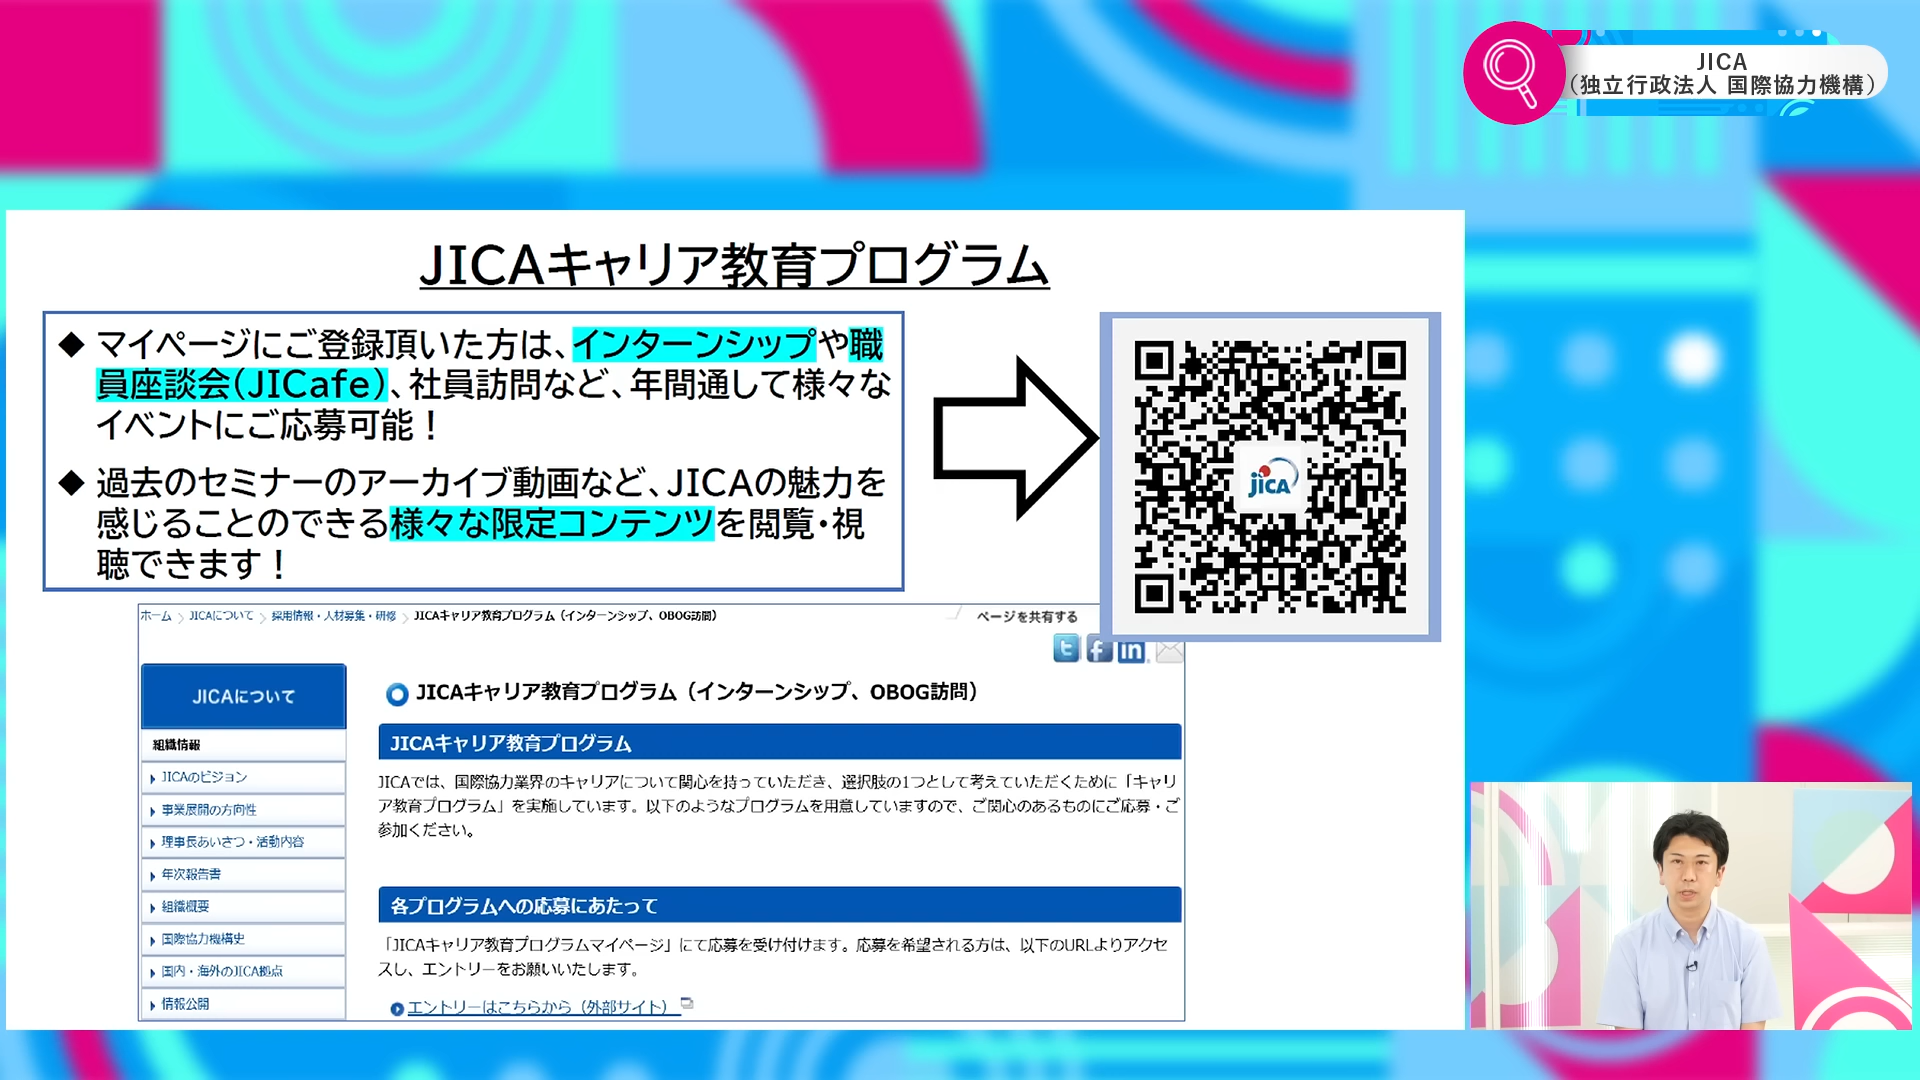 JICA
（独立行政法人 国際協力機構）
JICAキャリア教育プログラム
◆ マイページにご登録頂いた方は、インターンシップや職
員座談会（JICafe）、社員訪問など、年間通して様々な
イベントにご応募可能！
◆ 過去のセミナーのアーカイブ動画など、JICAの魅力を
感じることのできる様々な限定コンテンツを閲覧・視
聴できます！
JICA
ホーム > JICAについて > 採用情報・人材募集・研修 > JICAキャリア教育プログラム（インターンシップ、OBOG訪問）
ページを共有する
JICAについて
組織情報
JICAのビジョン
事業展開の方向性
理事長あいさつ・活動内容
年次報告書
組織概要
国際協力機構史
国内・海外のJICA拠点
情報公開
JICAキャリア教育プログラム（インターンシップ、OBOG訪問）
JICAキャリア教育プログラム
JICAでは、国際協力業界のキャリアについて関心を持っていただき、選択肢の1つとして考えていただくために「キャリ
ア教育プログラム」を実施しています。以下のようなプログラムを用意していますので、ご関心のあるものにご応募・ご
参加ください。
各プログラムへの応募にあたって
「JICAキャリア教育プログラムマイページ」にて応募を受け付けます。応募を希望される方は、以下のURLよりアクセ
スし、エントリーをお願いいたします。
エントリーはこちらから（外部サイト）